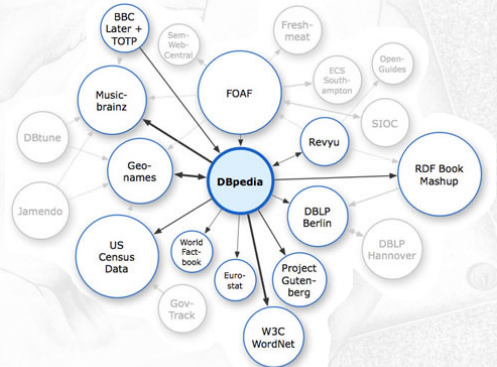 BBC
Later +
TOTP
Fresh-
meat
Sem-
Web-
Central
Open-
Guides
ECS
South-
ampton
FOAF
Music-
brainz
SIOC
DBtune
Revyu
Geo-
names
RDF Book
Mashup
DBpedia
Jamendo
DBLP
Berlin
US
Census
Data
World
Fact-
book
DBLP
Hannover
Euro-
stat
Project
Guten-
berg
Gov-
Track
W3C
WordNet